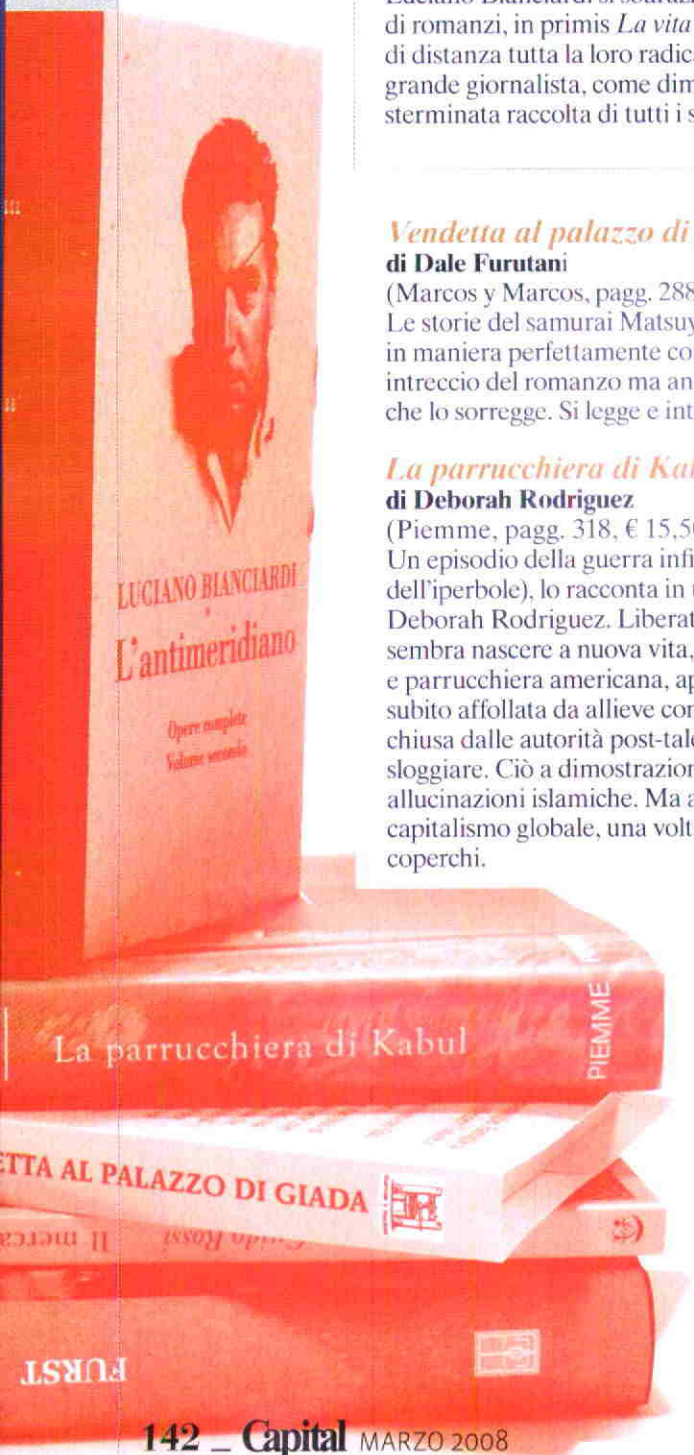 di romanzi, in primis La vita
di distanza tutta la loro radic
grande giornalista, come dim
sterminata raccolta di tutti i s
Vendetta al palazzo di
di Dale Furutani
(Marcos y Marcos, pagg. 288
Le storie del samurai Matsuy
in maniera perfettamente co
intreccio del romanzo ma an
che lo sorregge. Si legge e int
La parrucchiera di Kab
di Deborah Rodriguez
(Piemme, pagg. 318, € 15,50
Un episodio della guerra infi
dell'iperbole), lo racconta in
Deborah Rodriguez. Liberat
sembra nascere a nuova vita,
e parrucchiera americana, ap
subito affollata da allieve con
chiusa dalle autorità post-tale
sloggiare. Ciò a dimostrazion
allucinazioni islamiche. Ma a
capitalismo globale, una volt
coperchi.
LUCIANO BIANCIARDI
L'antimeridiano
Opere complete
Volume secondo
La parrucchiera di Kabul
PIEMME
ETTA AL PALAZZO DI GIADA
Guido Rossi Il merca
FURST
142 _ Capital MARZO 2008